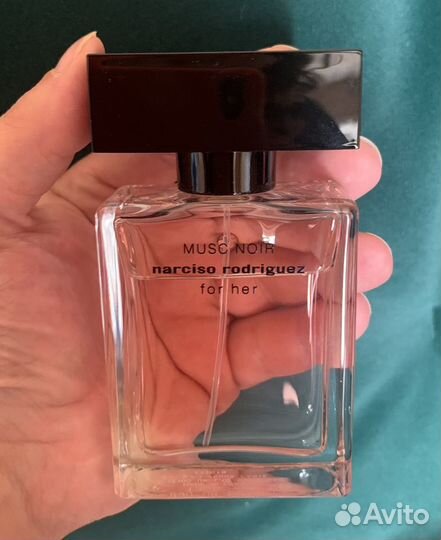 MUSC NOIR
narciso rodriguez
for her
Avito